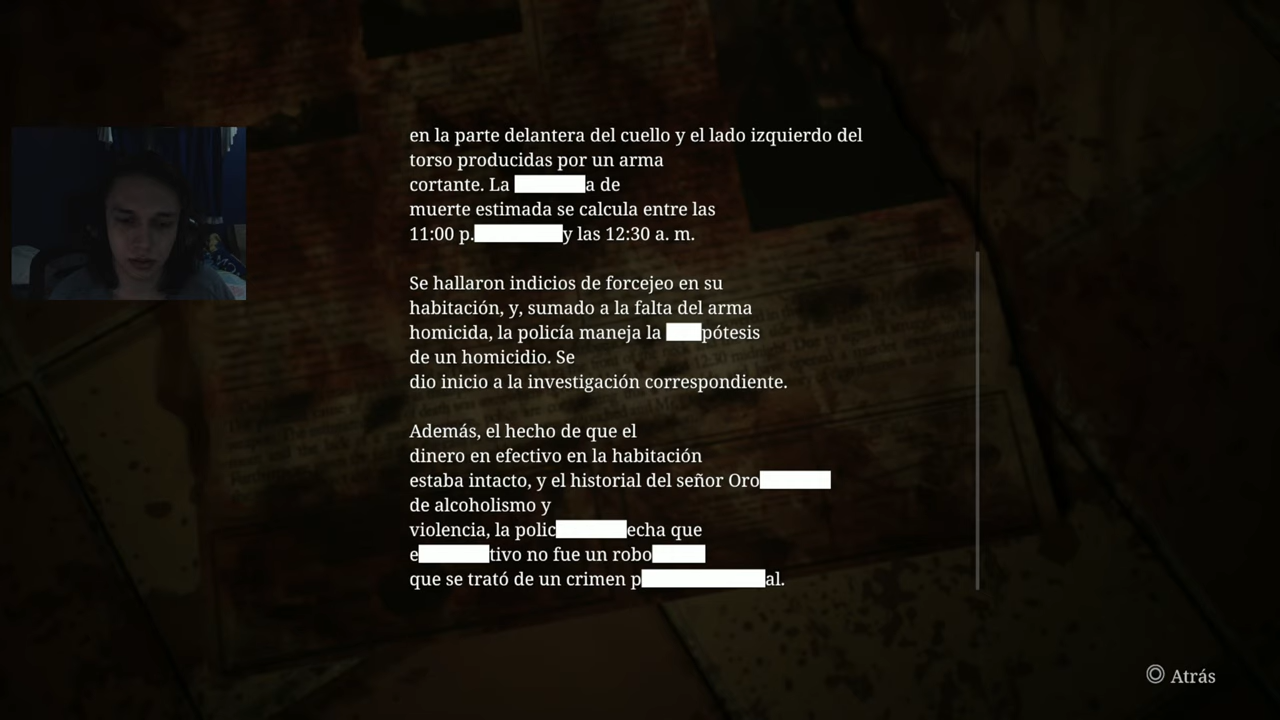 en la parte delantera del cuello y el lado izquierdo del
torso producidas por un arma
cortante. La a de
muerte estimada se calcula entre las
11:00 p. y las 12:30 a. m.
Se hallaron indicios de forcejeo en su
habitación, y, sumado a la falta del arma
homicida, la policía maneja la pótesis
de un homicidio. Se
dio inicio a la investigación correspondiente.
Además, el hecho de que el
dinero en efectivo en la habitación
estaba intacto, y el historial del señor Oro
de alcoholismo y
violencia, la polic echa que
e tivo no fue un robo
que se trató de un crimen p al.
Atrás